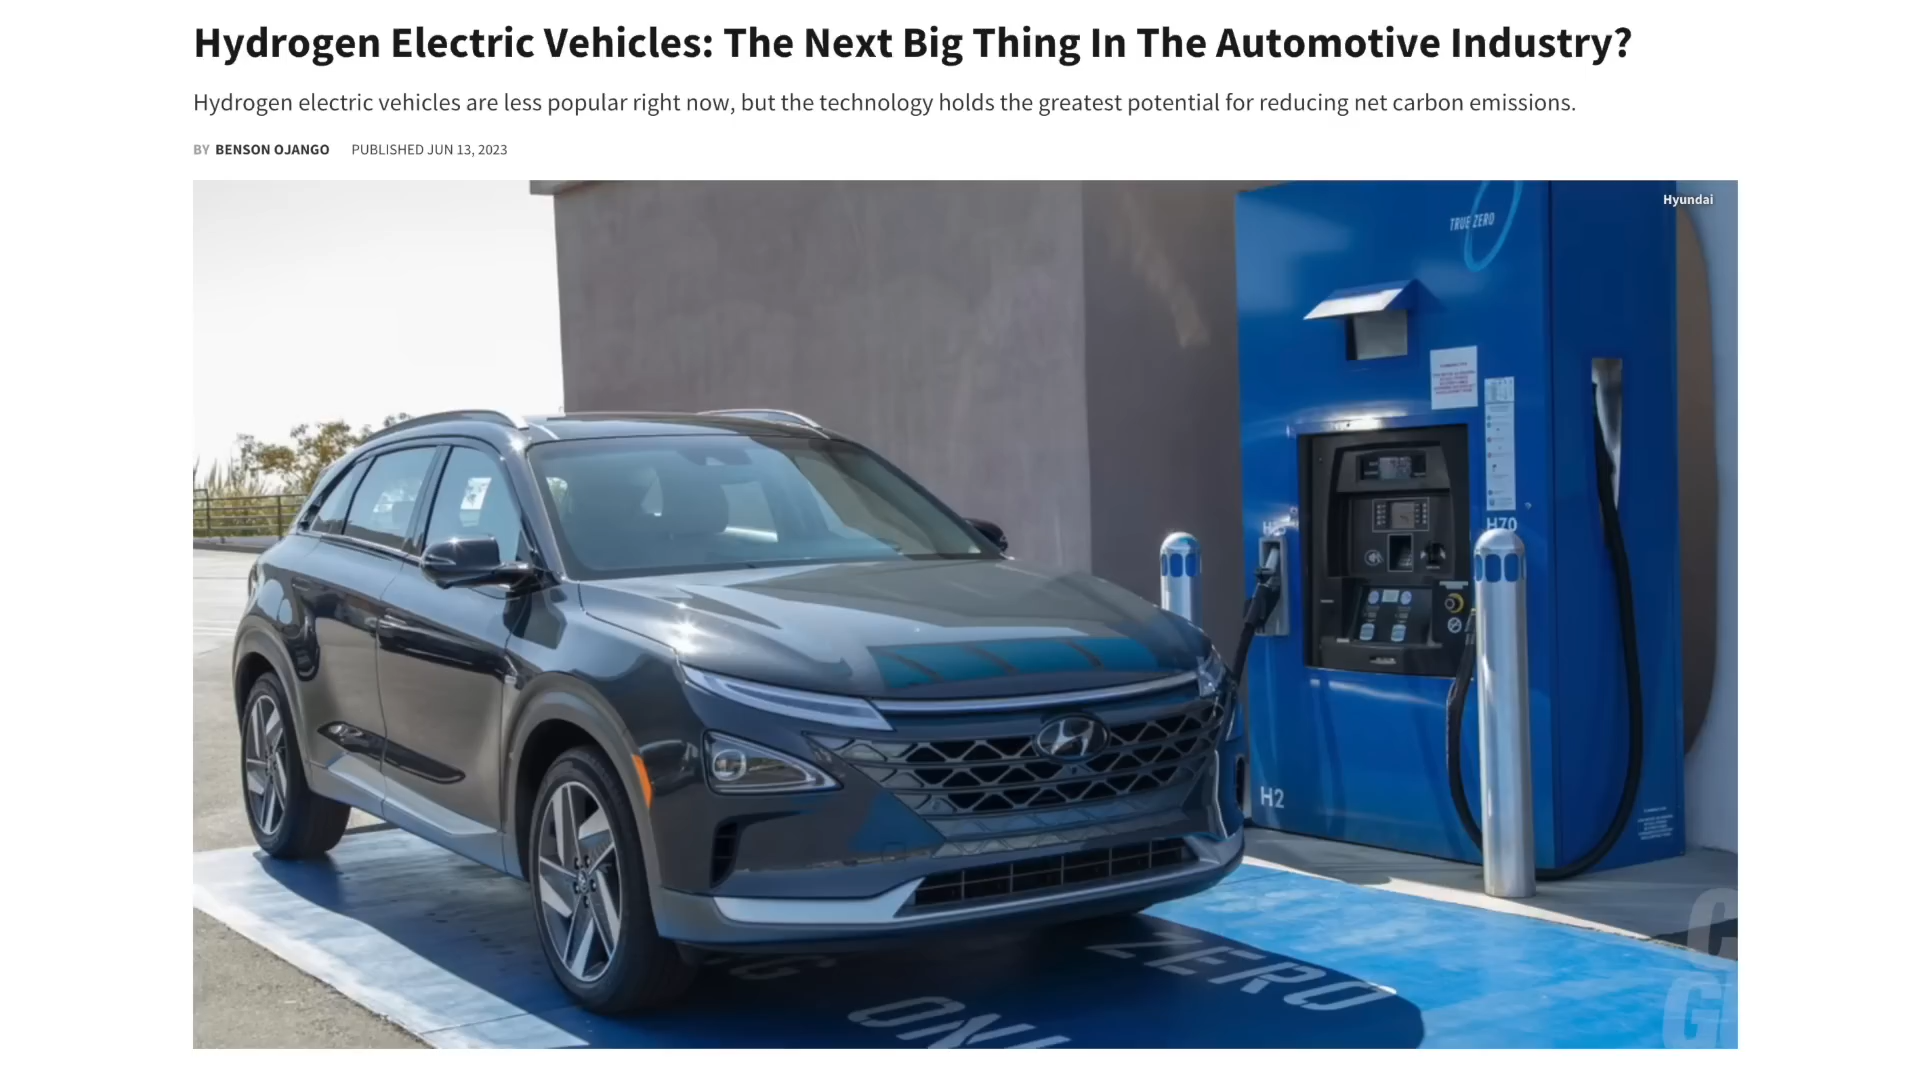 Hydrogen Electric Vehicles: The Next Big Thing In The Automotive Industry?
Hydrogen electric vehicles are less popular right now, but the technology holds the greatest potential for reducing net carbon emissions.
BY BENSON OJANGO PUBLISHED JUN 13, 2023
Hyundai
TRUE ZERO
H70
H2
ZERO